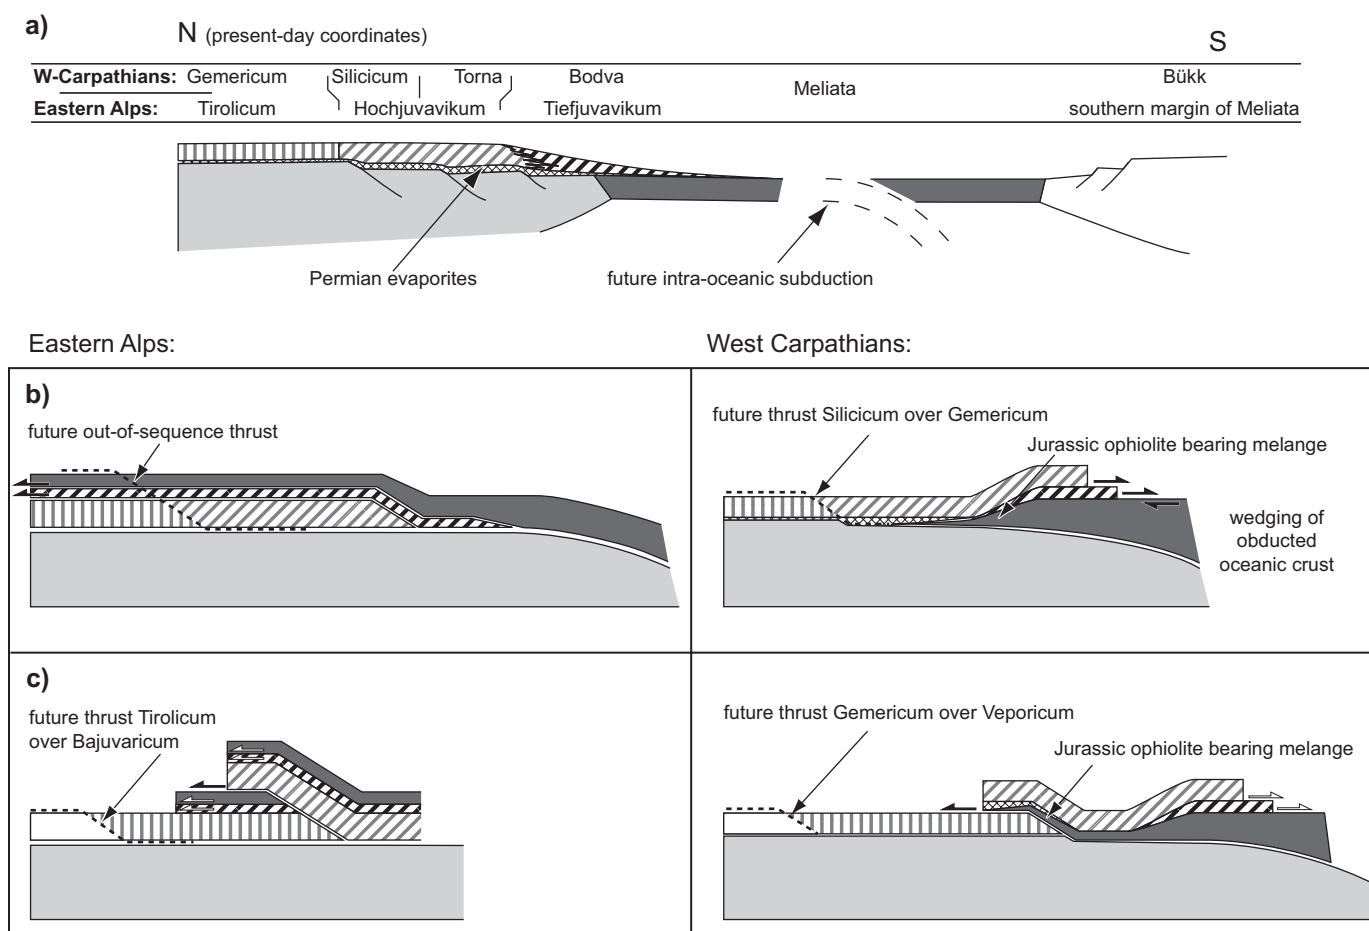 a)
N (present-day coordinates)
S
W-Carpathians: Gemericum Silicicum Torna Bodva Meliata Bükk
Eastern Alps: Tirolicum Hochjuvavikum Tiefjuvavikum southern margin of Meliata
Permian evaporites
future intra-oceanic subduction
Eastern Alps:
West Carpathians:
b)
future out-of-sequence thrust
future thrust Silicicum over Gemericum
Jurassic ophiolite bearing melange
wedging of
obducted
oceanic crust
c)
future thrust Tirolicum
over Bajuvaricum
future thrust Gemericum over Veporicum
Jurassic ophiolite bearing melange